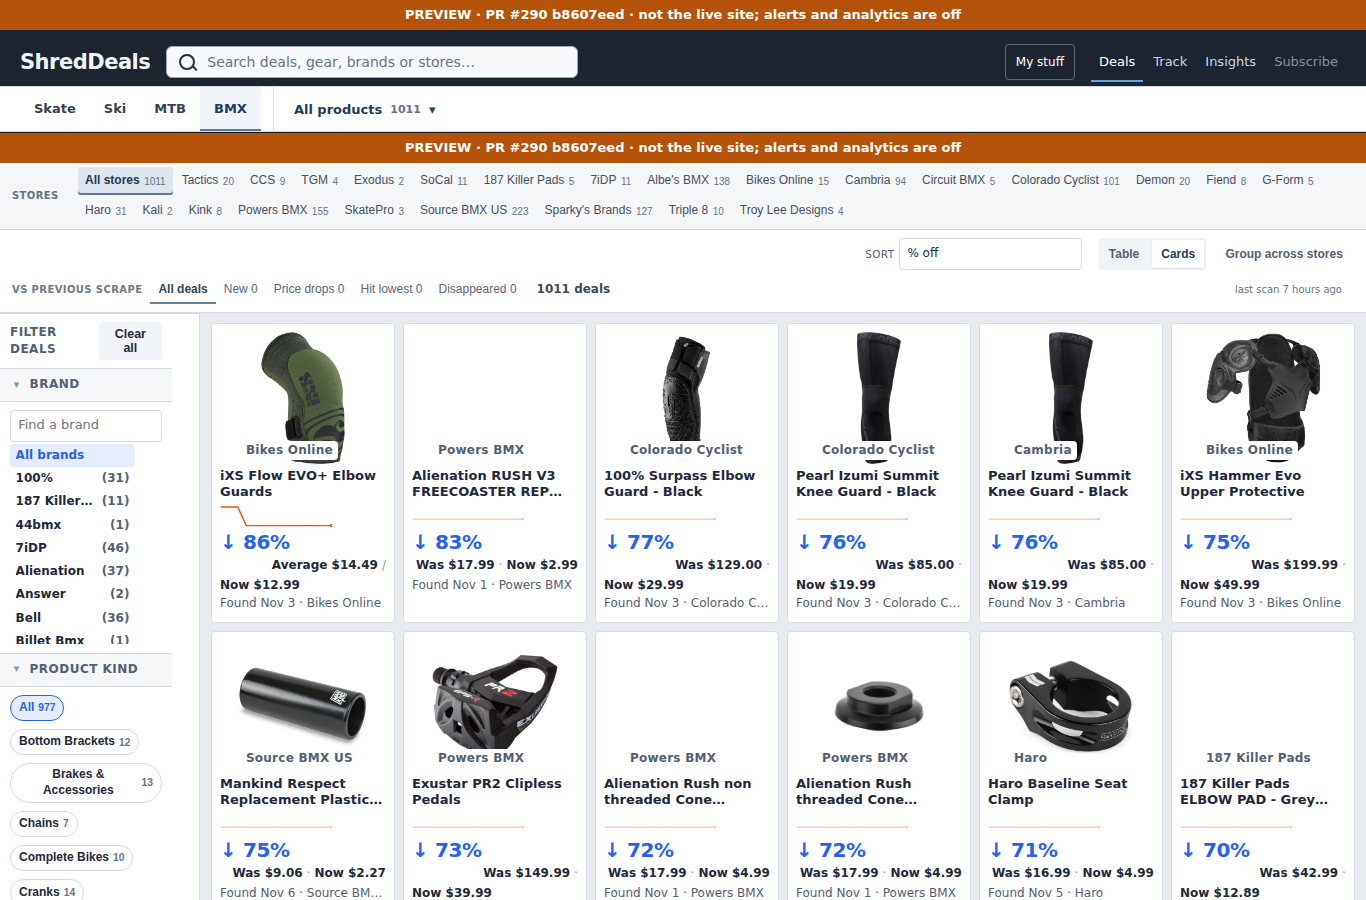 PREVIEW · PR #290 b8607eed · not the live site; alerts and analytics are off
ShredDeals
Search deals, gear, brands or stores…
My stuff
Deals Track Insights Subscribe
Skate Ski MTB BMX All products 1011 ▾
PREVIEW · PR #290 b8607eed · not the live site; alerts and analytics are off
STORES
All stores 1011 Tactics 20 CCS 9 TGM 4 Exodus 2 SoCal 11 187 Killer Pads 5 7iDP 11 Albe's BMX 138 Bikes Online 15 Cambria 94 Circuit BMX 5 Colorado Cyclist 101 Demon 20 Fiend 8 G-Form 5
Haro 31 Kali 2 Kink 8 Powers BMX 155 SkatePro 3 Source BMX US 223 Sparky's Brands 127 Triple 8 10 Troy Lee Designs 4
SORT % off Table Cards Group across stores
VS PREVIOUS SCRAPE All deals New 0 Price drops 0 Hit lowest 0 Disappeared 0 1011 deals last scan 7 hours ago
FILTER DEALS
Clear all
▾ BRAND
Find a brand
All brands
100% (31)
187 Killer... (11)
44bmx (1)
7iDP (46)
Alienation (37)
Answer (2)
Bell (36)
Billet Bmx (1)
▾ PRODUCT KIND
All 977
Bottom Brackets 12
Brakes & Accessories 13
Chains 7
Complete Bikes 10
Cranks 14
Bikes Online
iXS Flow EVO+ Elbow
Guards
↓ 86%
Average $14.49 /
Now $12.99
Found Nov 3 · Bikes Online
Powers BMX
Alienation RUSH V3
FREECOASTER REP…
↓ 83%
Was $17.99 · Now $2.99
Found Nov 1 · Powers BMX
Colorado Cyclist
100% Surpass Elbow
Guard - Black
↓ 77%
Was $129.00 ·
Now $29.99
Found Nov 3 · Colorado C…
Colorado Cyclist
Pearl Izumi Summit
Knee Guard - Black
↓ 76%
Was $85.00 ·
Now $19.99
Found Nov 3 · Colorado C…
Cambria
Pearl Izumi Summit
Knee Guard - Black
↓ 76%
Was $85.00 ·
Now $19.99
Found Nov 3 · Cambria
Bikes Online
iXS Hammer Evo
Upper Protective
↓ 75%
Was $199.99 ·
Now $49.99
Found Nov 3 · Bikes Online
Source BMX US
Mankind Respect
Replacement Plastic…
↓ 75%
Was $9.06 · Now $2.27
Found Nov 6 · Source BM…
PR2
Powers BMX
Exustar PR2 Clipless
Pedals
↓ 73%
Was $149.99 ·
Now $39.99
Powers BMX
Alienation Rush non
threaded Cone…
↓ 72%
Was $17.99 · Now $4.99
Found Nov 1 · Powers BMX
Powers BMX
Alienation Rush
threaded Cone…
↓ 72%
Was $17.99 · Now $4.99
Found Nov 1 · Powers BMX
Haro
Haro Baseline Seat
Clamp
↓ 71%
Was $16.99 · Now $4.99
Found Nov 5 · Haro
187 Killer Pads
187 Killer Pads
ELBOW PAD - Grey…
↓ 70%
Was $42.99 ·
Now $12.89